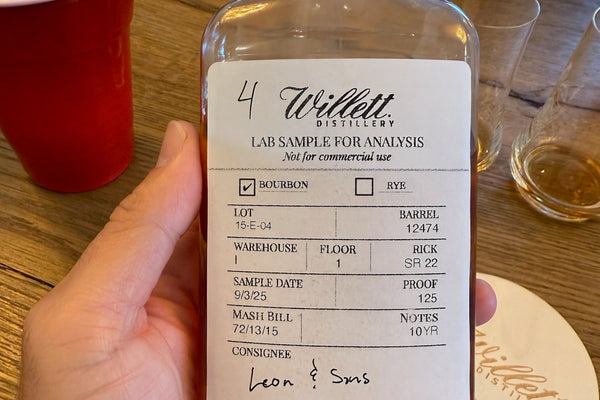 4 Willett.
DISTILLERY
LAB SAMPLE FOR ANALYSIS
Not for commercial use
✓ BOURBON RYE
LOT BARREL
15-E-04 12474
WAREHOUSE FLOOR RICK
I 1 SR 22
SAMPLE DATE PROOF
9/3/25 125
MASH BILL NOTES
72/13/15 10YR
CONSIGNEE
Leon & Sons
Willett
DISTILLERY